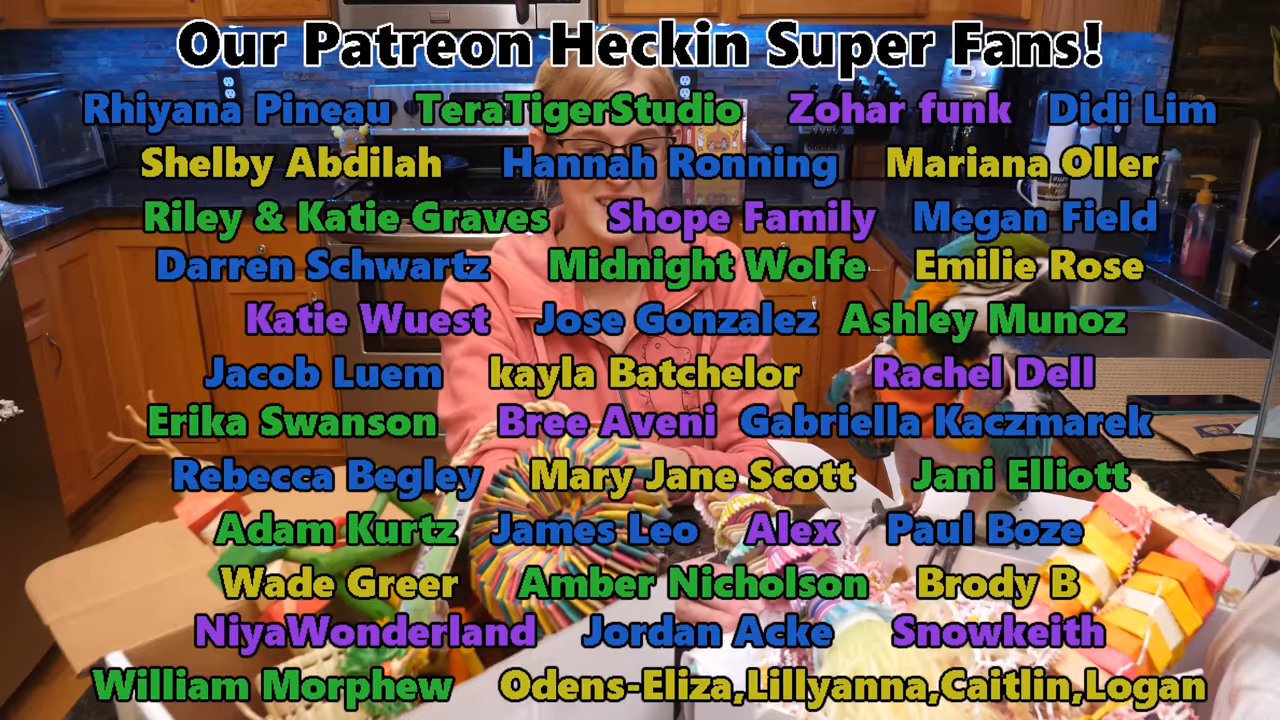 Our Patreon Heckin Super Fans!
Rhiyana Pineau TeraTigerStudio Zohar funk Didi Lim
Shelby Abdilah Hannah Ronning Mariana Oller
Riley & Katie Graves Shope Family Megan Field
Darren Schwartz Midnight Wolfe Emilie Rose
Katie Wuest Jose Gonzalez Ashley Munoz
Jacob Luem kayla Batchelor Rachel Dell
Erika Swanson Bree Aveni Gabriella Kaczmarek
Rebecca Begley Mary Jane Scott Jani Elliott
Adam Kurtz James Leo Alex Paul Boze
Wade Greer Amber Nicholson Brody B
NiyaWonderland Jordan Acke Snowkeith
William Morphew Odens-Eliza,Lillyanna,Caitlin,Logan